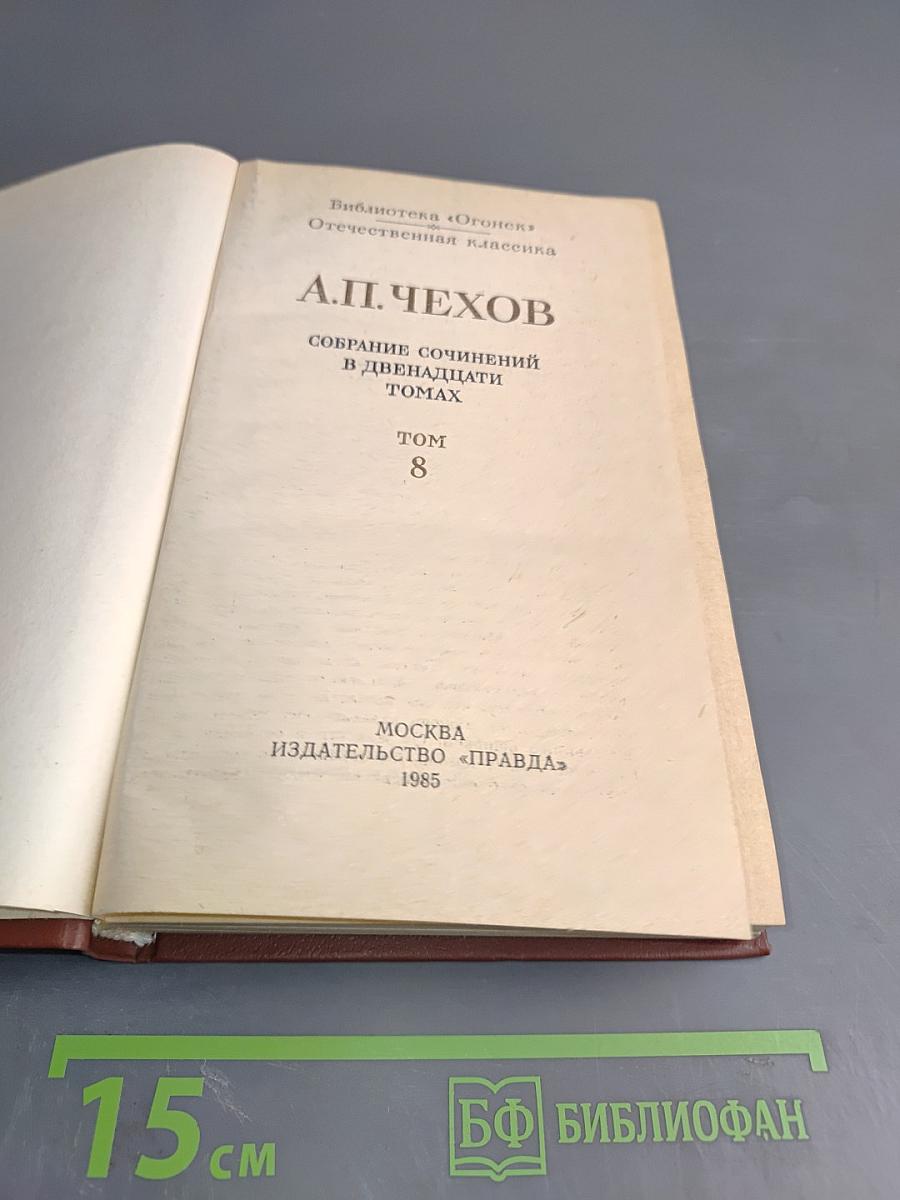 Библиотека «Огонек»
Отечественная классика
А.П.ЧЕХОВ
СОБРАНИЕ СОЧИНЕНИЙ
В ДВЕНАДЦАТИ
ТОМАХ
ТОМ
8
МОСКВА
ИЗДАТЕЛЬСТВО «ПРАВДА»
1985
15 см
БФ БИБЛИОФАН